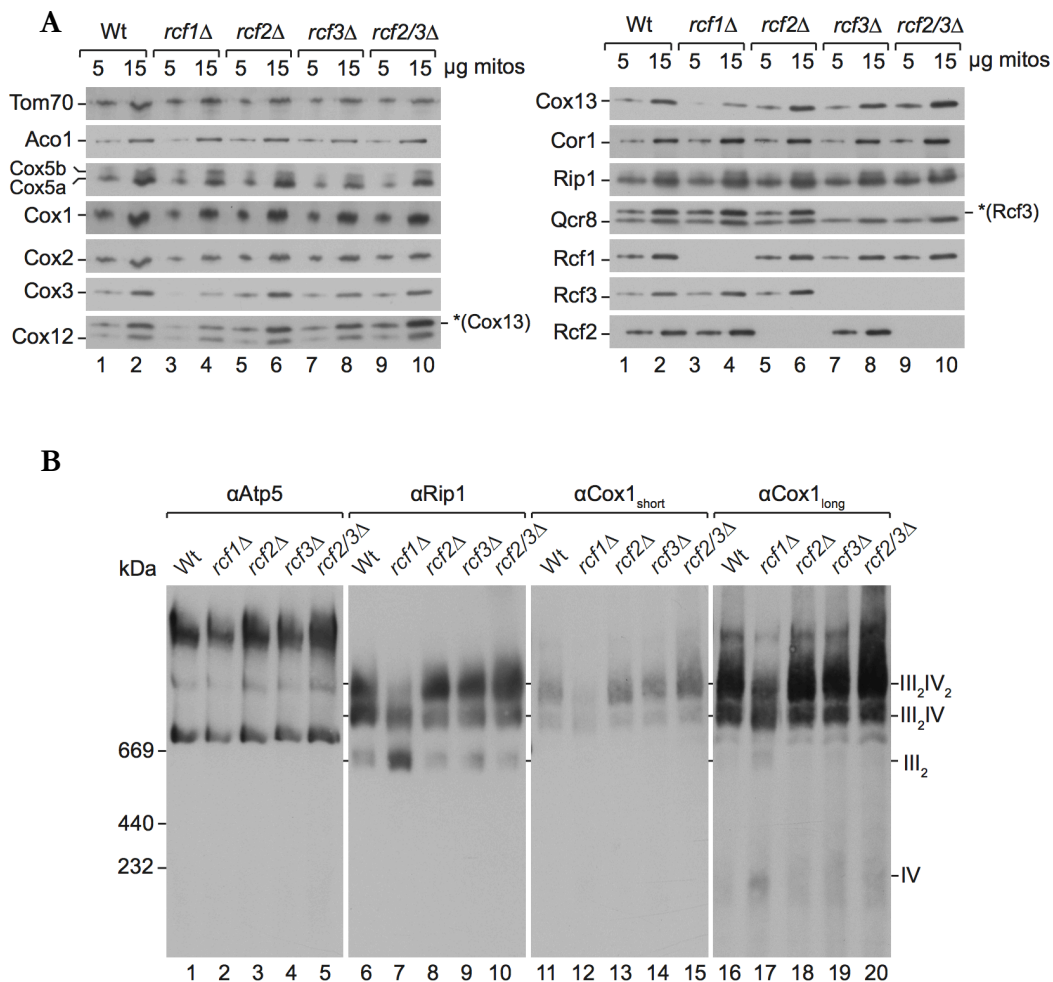 A
Wt rcf1Δ rcf2Δ rcf3Δ rcf2/3Δ
5 15 5 15 5 15 5 15 5 15 µg mitos
Tom70
Aco1
Cox5b
Cox5a
Cox1
Cox2
Cox3
*(Cox13)
Cox12
1 2 3 4 5 6 7 8 9 10
Wt rcf1Δ rcf2Δ rcf3Δ rcf2/3Δ
5 15 5 15 5 15 5 15 5 15 µg mitos
Cox13
Cor1
Rip1
*(Rcf3)
Qcr8
Rcf1
Rcf3
Rcf2
1 2 3 4 5 6 7 8 9 10
B
αAtp5 αRip1 αCox1short αCox1long
kDa Wt rcf1Δ rcf2Δ rcf3Δ rcf2/3Δ Wt rcf1Δ rcf2Δ rcf3Δ rcf2/3Δ Wt rcf1Δ rcf2Δ rcf3Δ rcf2/3Δ Wt rcf1Δ rcf2Δ rcf3Δ rcf2/3Δ
III2IV2
III2IV
669
III2
440
232
IV
1 2 3 4 5 6 7 8 9 10 11 12 13 14 15 16 17 18 19 20